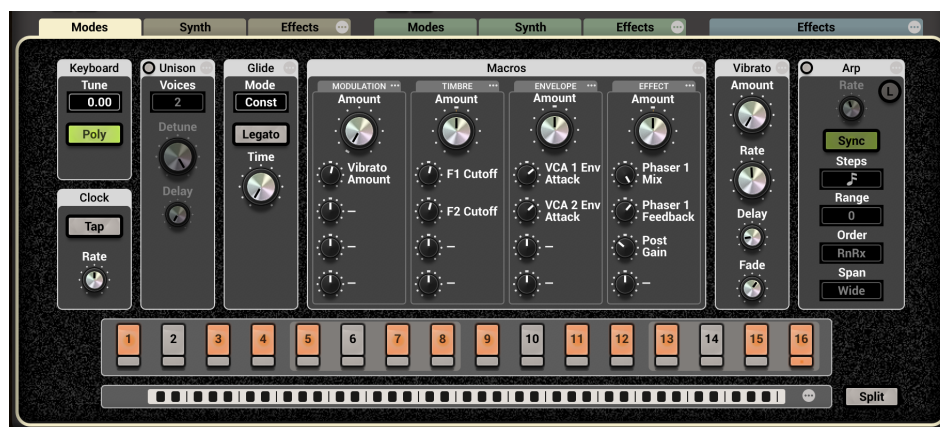 Modes Synth Effects Modes Synth Effects Effects
Keyboard
Tune
0.00
Poly
Clock
Tap
Rate
Unison
Voices
2
Detune
Delay
Glide
Mode
Const
Legato
Time
Macros
MODULATION
Amount
Vibrato
Amount
–
–
–
TIMBRE
Amount
F1 Cutoff
F2 Cutoff
–
–
ENVELOPE
Amount
VCA 1 Env
Attack
VCA 2 Env
Attack
–
–
EFFECT
Amount
Phaser 1
Mix
Phaser 1
Feedback
Post
Gain
–
Vibrato
Amount
Rate
Delay
Fade
Arp
Rate
L
Sync
Steps
Range
0
Order
RnRx
Span
Wide
1 2 3 4 5 6 7 8 9 10 11 12 13 14 15 16
Split